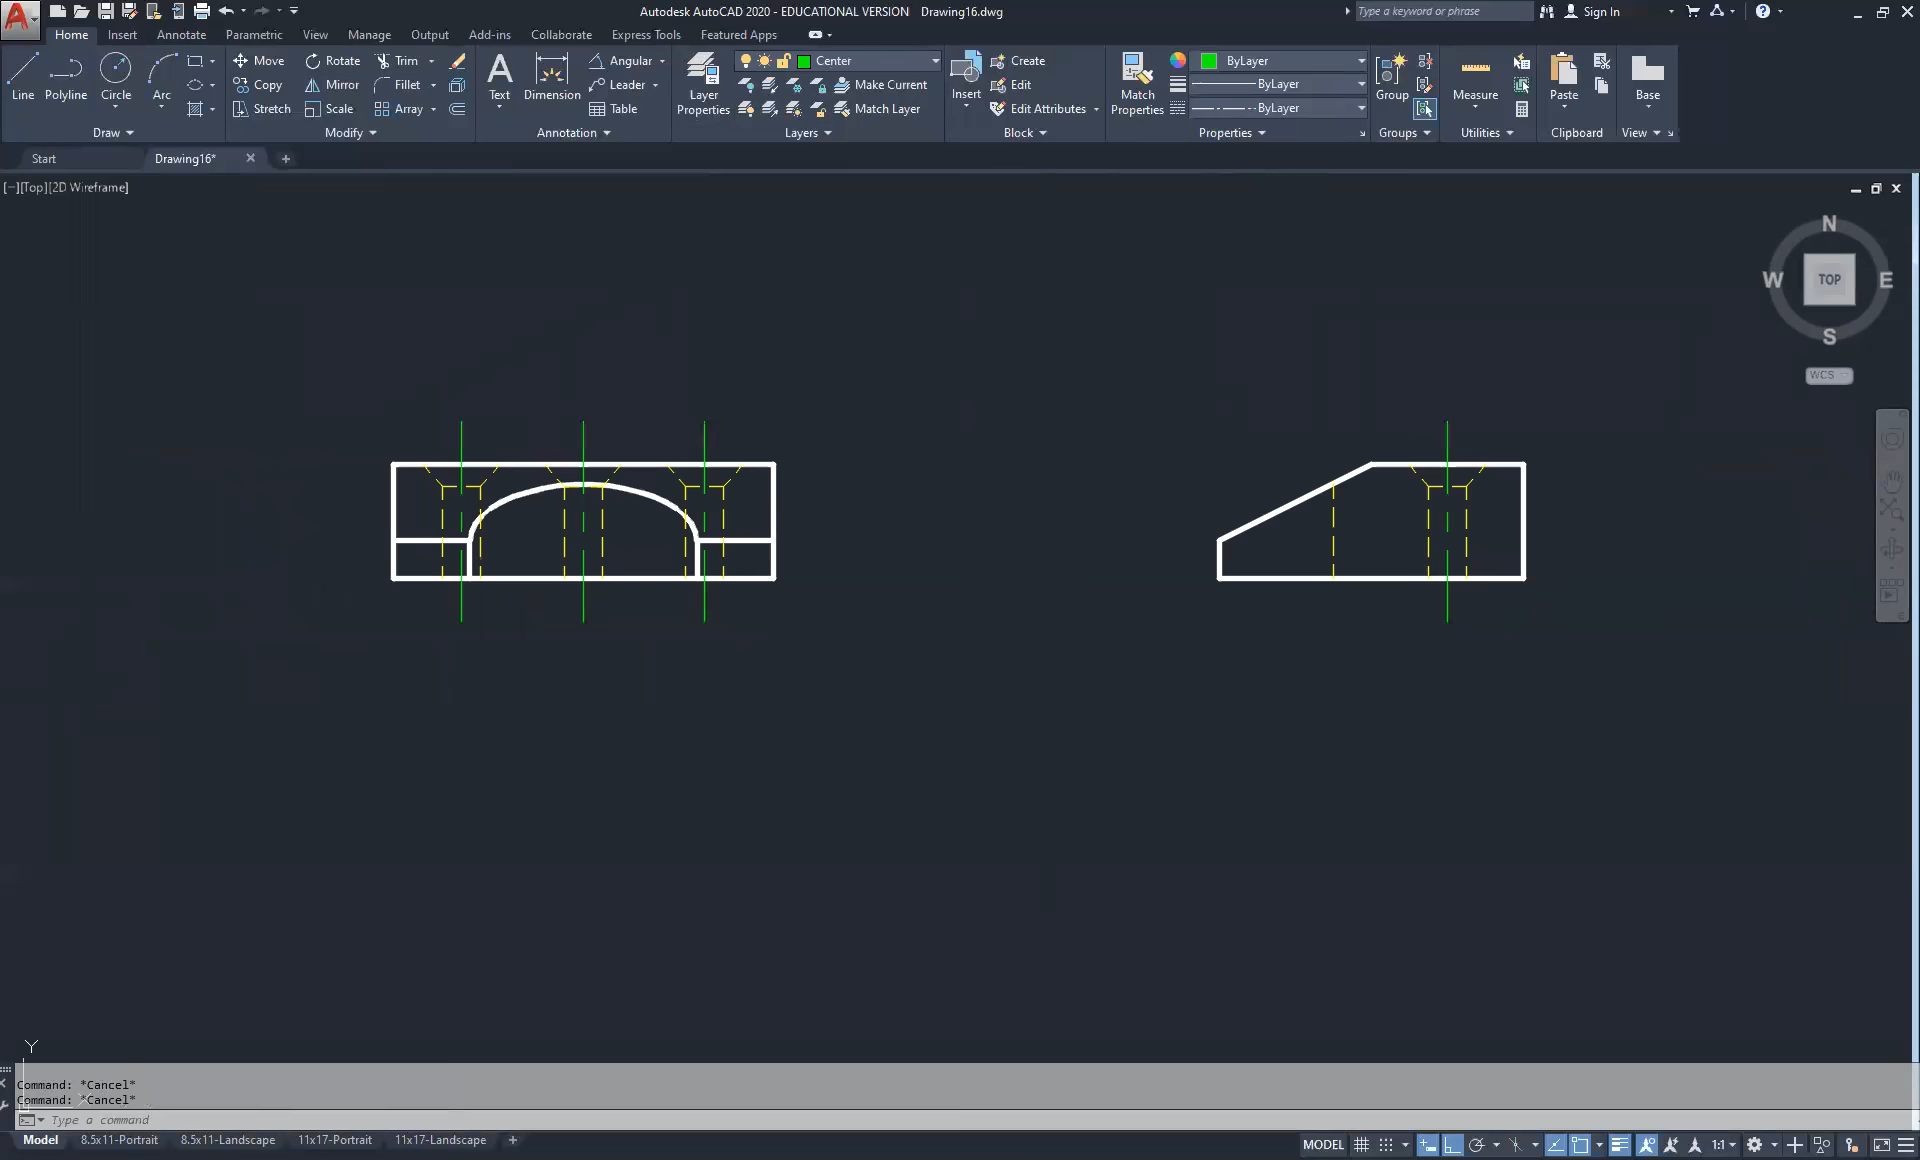 Autodesk AutoCAD 2020 - EDUCATIONAL VERSION Drawing16.dwg
Type a keyword or phrase
Sign In
Home Insert Annotate Parametric View Manage Output Add-ins Collaborate Express Tools Featured Apps
Line Polyline Circle Arc
Draw
Move Rotate Trim
Copy Mirror Fillet
Stretch Scale Array
Modify
Text Dimension
Angular
Leader
Table
Annotation
Layer Properties
Center
Make Current
Match Layer
Layers
Insert
Create
Edit
Edit Attributes
Block
Match Properties
ByLayer
ByLayer
ByLayer
Properties
Group
Groups
Measure
Utilities
Paste
Clipboard
Base
View
Start Drawing16*
[−][Top][2D Wireframe]
N
W TOP E
S
WCS
Y
Command: *Cancel*
Command: *Cancel*
Type a command
Model 8.5x11-Portrait 8.5x11-Landscape 11x17-Portrait 11x17-Landscape +
MODEL 1:1